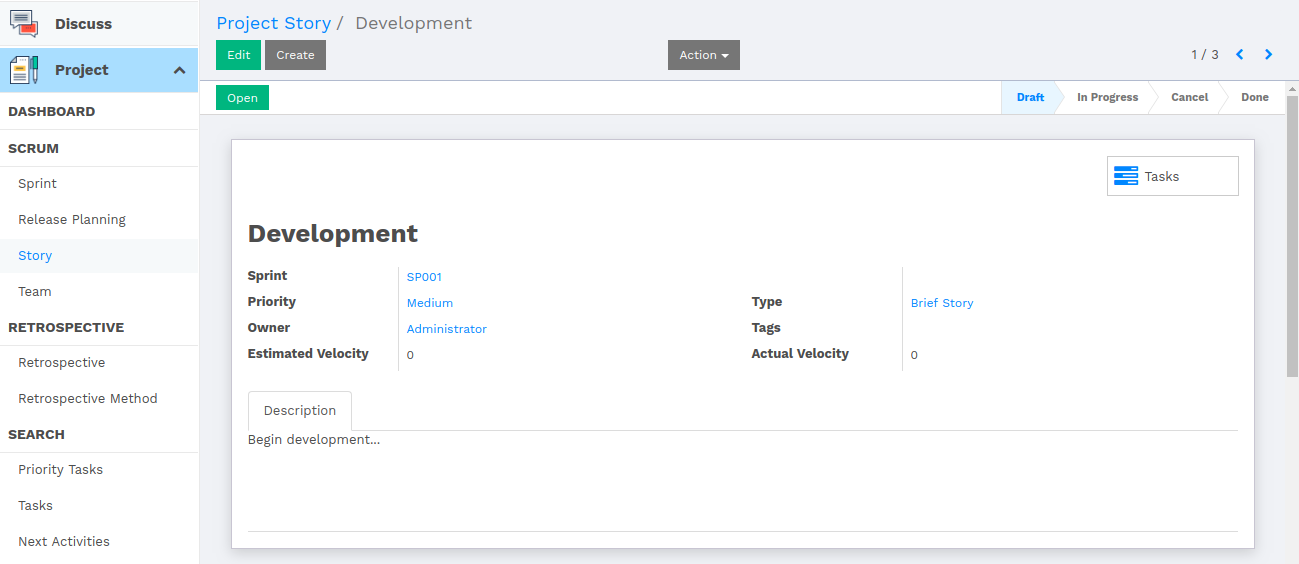 Discuss
Project
DASHBOARD
SCRUM
Sprint
Release Planning
Story
Team
RETROSPECTIVE
Retrospective
Retrospective Method
SEARCH
Priority Tasks
Tasks
Next Activities
Project Story / Development
Edit Create Action 1 / 3
Open Draft In Progress Cancel Done
Tasks
Development
Sprint SP001
Priority Medium Type Brief Story
Owner Administrator Tags
Estimated Velocity 0 Actual Velocity 0
Description
Begin development...